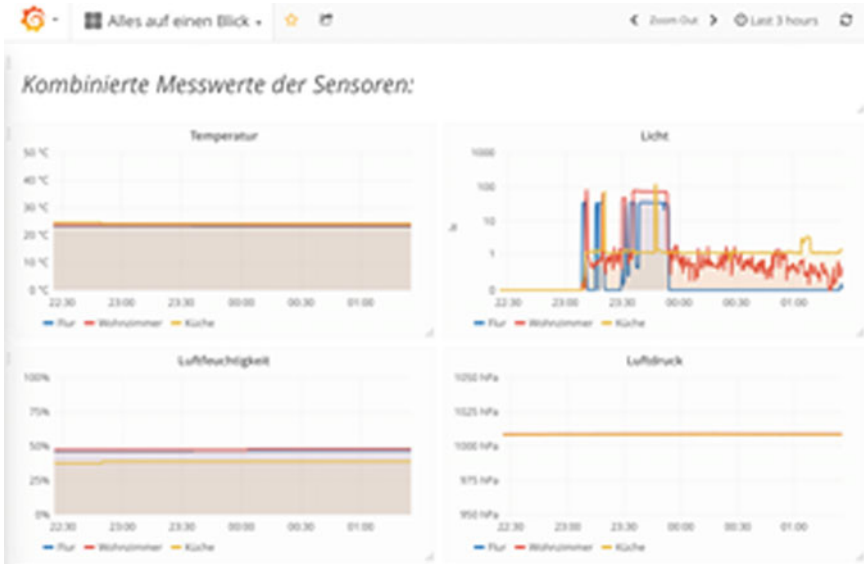 Alles auf einen Blick
Zoom Out
Last 3 hours
Kombinierte Messwerte der Sensoren:
Temperatur
50 °C
40 °C
30 °C
20 °C
10 °C
0 °C
22:30 23:00 23:30 00:00 00:30 01:00
Flur Wohnzimmer Küche
Licht
1000
100
10
1
0
lx
22:30 23:00 23:30 00:00 00:30 01:00
Flur Wohnzimmer Küche
Luftfeuchtigkeit
100%
75%
50%
25%
0%
22:30 23:00 23:30 00:00 00:30 01:00
Flur Wohnzimmer Küche
Luftdruck
1050 hPa
1025 hPa
1000 hPa
975 hPa
950 hPa
22:30 23:00 23:30 00:00 00:30 01:00
Flur Wohnzimmer Küche